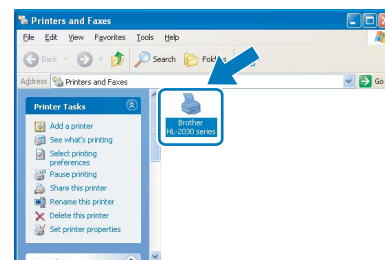 Printers and Faxes
File Edit View Favorites Tools Help
Back Search Folders
Address Printers and Faxes Go
Printer Tasks
Add a printer
See what's printing
Select printing
preferences
Pause printing
Share this printer
Rename this printer
Delete this printer
Set printer properties
Brother
HL-2030 series